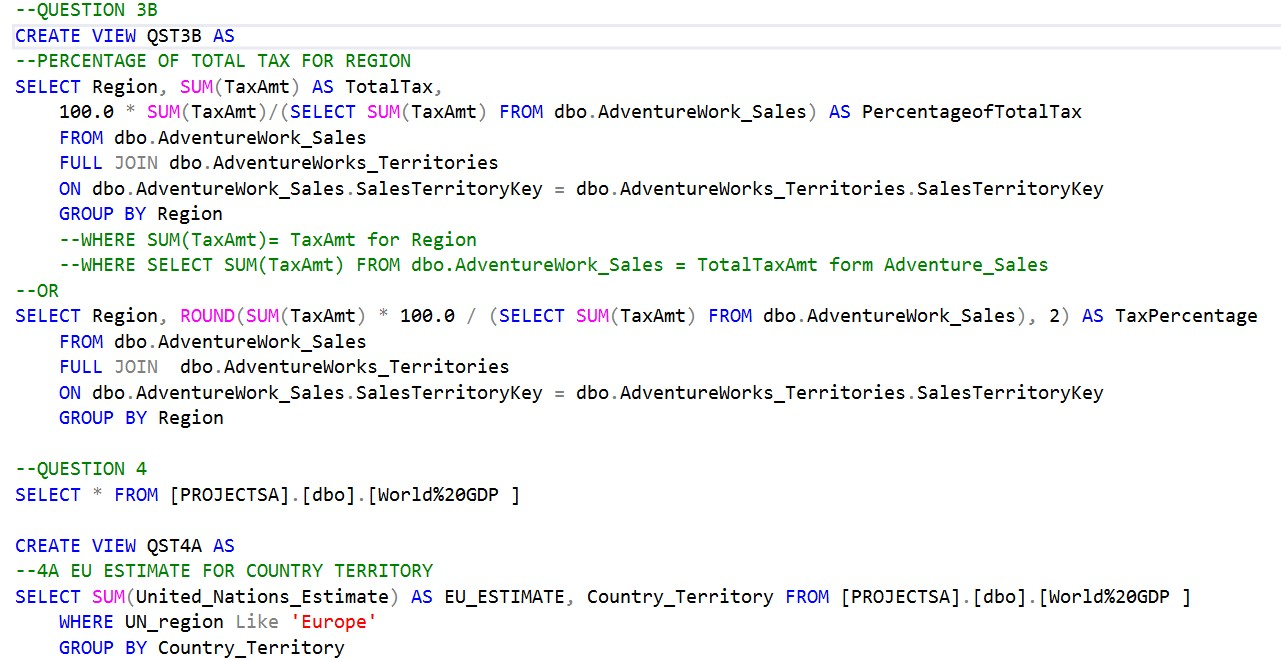 --QUESTION 3B
CREATE VIEW QST3B AS
--PERCENTAGE OF TOTAL TAX FOR REGION
SELECT Region, SUM(TaxAmt) AS TotalTax,
    100.0 * SUM(TaxAmt)/(SELECT SUM(TaxAmt) FROM dbo.AdventureWork_Sales) AS PercentageofTotalTax
    FROM dbo.AdventureWork_Sales
    FULL JOIN dbo.AdventureWorks_Territories
    ON dbo.AdventureWork_Sales.SalesTerritoryKey = dbo.AdventureWorks_Territories.SalesTerritoryKey
    GROUP BY Region
    --WHERE SUM(TaxAmt)= TaxAmt for Region
    --WHERE SELECT SUM(TaxAmt) FROM dbo.AdventureWork_Sales = TotalTaxAmt form Adventure_Sales
--OR
SELECT Region, ROUND(SUM(TaxAmt) * 100.0 / (SELECT SUM(TaxAmt) FROM dbo.AdventureWork_Sales), 2) AS TaxPercentage
    FROM dbo.AdventureWork_Sales
    FULL JOIN  dbo.AdventureWorks_Territories
    ON dbo.AdventureWork_Sales.SalesTerritoryKey = dbo.AdventureWorks_Territories.SalesTerritoryKey
    GROUP BY Region

--QUESTION 4
SELECT * FROM [PROJECTSA].[dbo].[World%20GDP ]

CREATE VIEW QST4A AS
--4A EU ESTIMATE FOR COUNTRY TERRITORY
SELECT SUM(United_Nations_Estimate) AS EU_ESTIMATE, Country_Territory FROM [PROJECTSA].[dbo].[World%20GDP ]
    WHERE UN_region Like 'Europe'
    GROUP BY Country_Territory